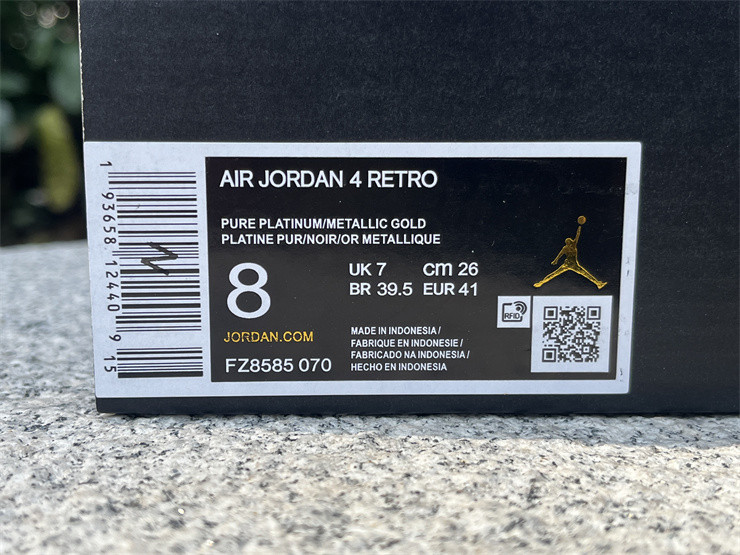 AIR JORDAN 4 RETRO
PURE PLATINUM/METALLIC GOLD
PLATINE PUR/NOIR/OR METALLIQUE
8
UK 7 cm 26
BR 39.5 EUR 41
JORDAN.COM
FZ8585 070
MADE IN INDONESIA/
FABRIQUE EN INDONESIE/
FABRICADO NA INDONESIA/
HECHO EN INDONESIA
RFID
1 93658 12440 9 15